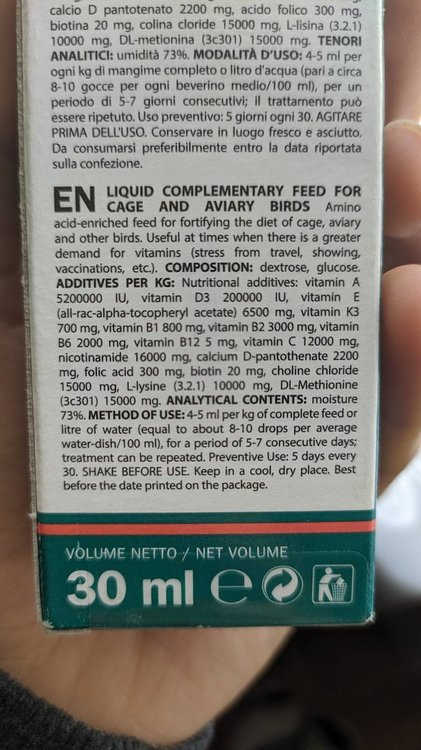 calcio D pantotenato 2200 mg, acido folico 300 mg,
biotina 20 mg, colina cloride 15000 mg, L-lisina (3.2.1)
10000 mg, DL-metionina (3c301) 15000 mg. TENORI
ANALITICI: umidità 73%. MODALITÀ D'USO: 4-5 ml per
ogni kg di mangime completo o litro d'acqua (pari a circa
8-10 gocce per ogni beverino medio/100 ml), per un
periodo di 5-7 giorni consecutivi; il trattamento può
essere ripetuto. Uso preventivo: 5 giorni ogni 30. AGITARE
PRIMA DELL'USO. Conservare in luogo fresco e asciutto.
Da consumarsi preferibilmente entro la data riportata
sulla confezione.
EN LIQUID COMPLEMENTARY FEED FOR
CAGE AND AVIARY BIRDS Amino
acid-enriched feed for fortifying the diet of cage, aviary
and other birds. Useful at times when there is a greater
demand for vitamins (stress from travel, showing,
vaccinations, etc.). COMPOSITION: dextrose, glucose.
ADDITIVES PER KG: Nutritional additives: vitamin A
5200000 IU, vitamin D3 200000 IU, vitamin E
(all-rac-alpha-tocopheryl acetate) 6500 mg, vitamin K3
700 mg, vitamin B1 800 mg, vitamin B2 3000 mg, vitamin
B6 2000 mg, vitamin B12 5 mg, vitamin C 12000 mg,
nicotinamide 16000 mg, calcium D-pantothenate 2200
mg, folic acid 300 mg, biotin 20 mg, choline chloride
15000 mg, L-lysine (3.2.1) 10000 mg, DL-Methionine
(3c301) 15000 mg. ANALYTICAL CONTENTS: moisture
73%. METHOD OF USE: 4-5 ml per kg of complete feed or
litre of water (equal to about 8-10 drops per average
water-dish/100 ml), for a period of 5-7 consecutive days;
treatment can be repeated. Preventive Use: 5 days every
30. SHAKE BEFORE USE. Keep in a cool, dry place. Best
before the date printed on the package.
VOLUME NETTO / NET VOLUME
30 ml e